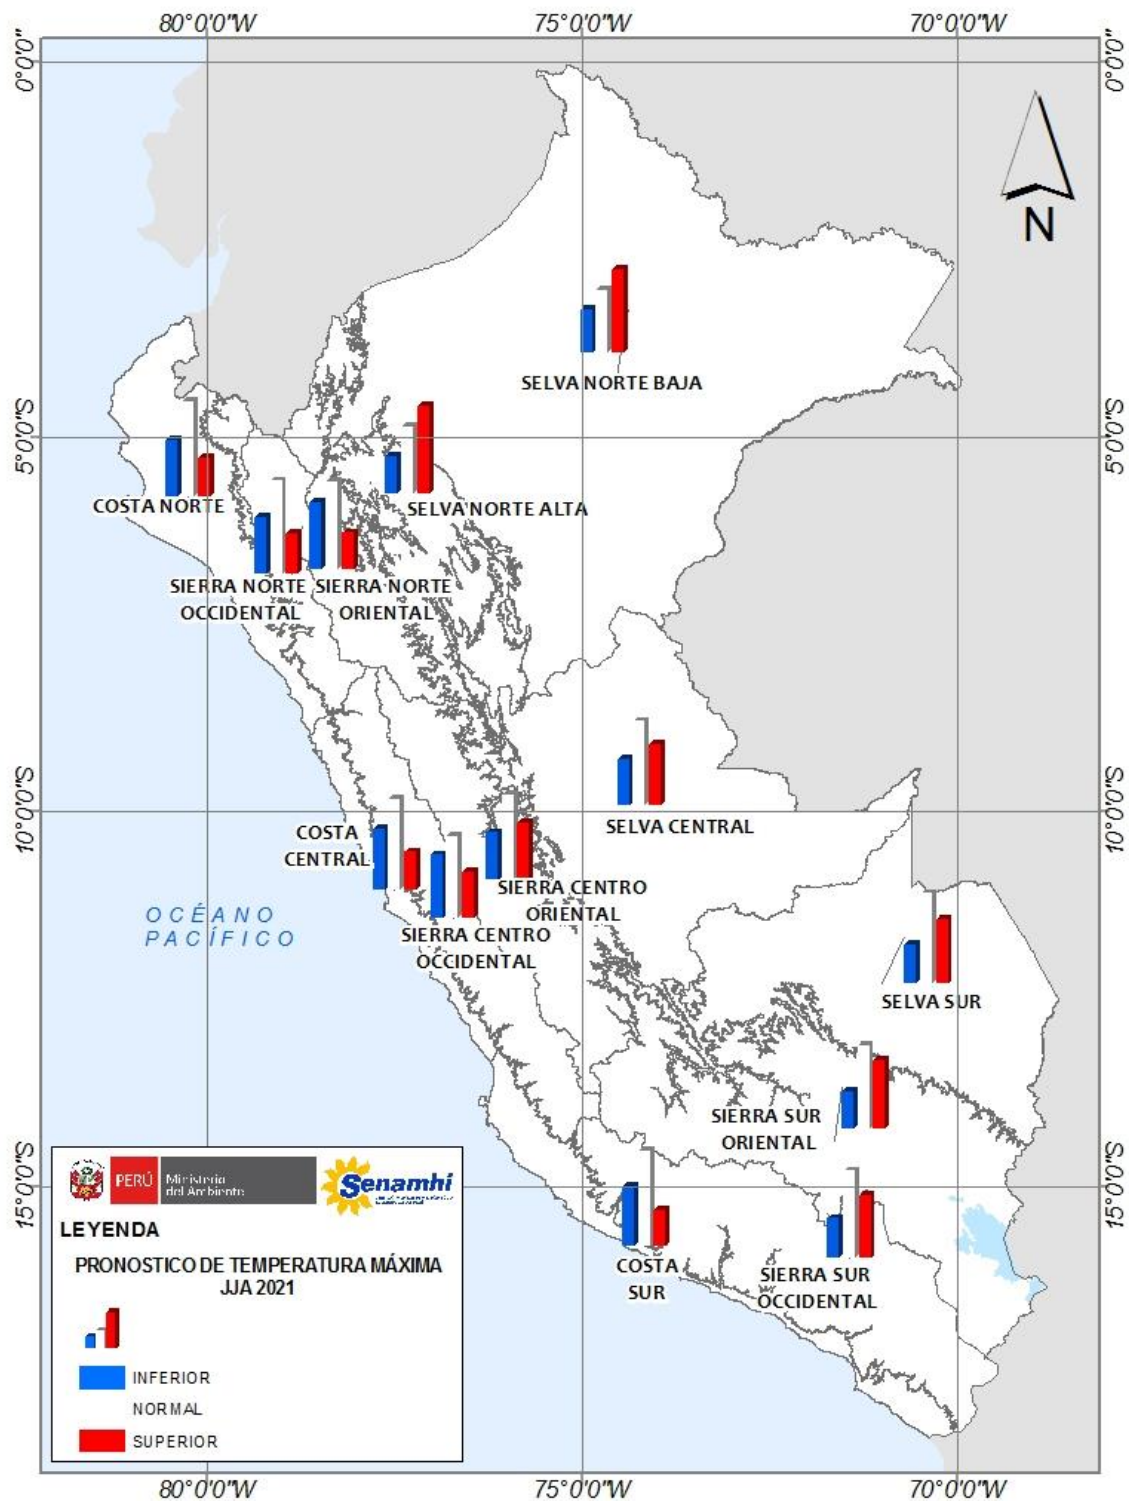 80°0'0"W 75°0'0"W 70°0'0"W
0°0'0"
0°0'0"
N
SELVA NORTE BAJA
5°0'0"S
5°0'0"S
COSTA NORTE
SELVA NORTE ALTA
SIERRA NORTE
OCCIDENTAL
SIERRA NORTE
ORIENTAL
10°0'0"S
10°0'0"S
SELVA CENTRAL
COSTA
CENTRAL
SIERRA CENTRO
ORIENTAL
OCÉANO
PACÍFICO
SIERRA CENTRO
OCCIDENTAL
SELVA SUR
SIERRA SUR
ORIENTAL
15°0'0"S
15°0'0"S
COSTA
SUR
SIERRA SUR
OCCIDENTAL
PERÚ
Ministerio
del Ambiente
Senamhi
LEYENDA
PRONOSTICO DE TEMPERATURA MÁXIMA
JJA 2021
INFERIOR
NORMAL
SUPERIOR
80°0'0"W 75°0'0"W 70°0'0"W